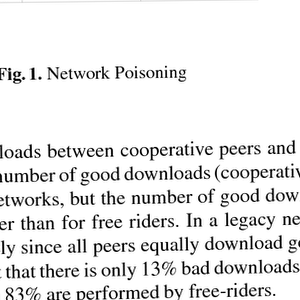 Fig. 1. Network Poisoning
loads between cooperative peers and
number of good downloads (cooperativ
etworks, but the number of good dow
er than for free riders. In a legacy ne
ly since all peers equally download g
that there is only 13% bad downloads
83% are performed by free-riders.